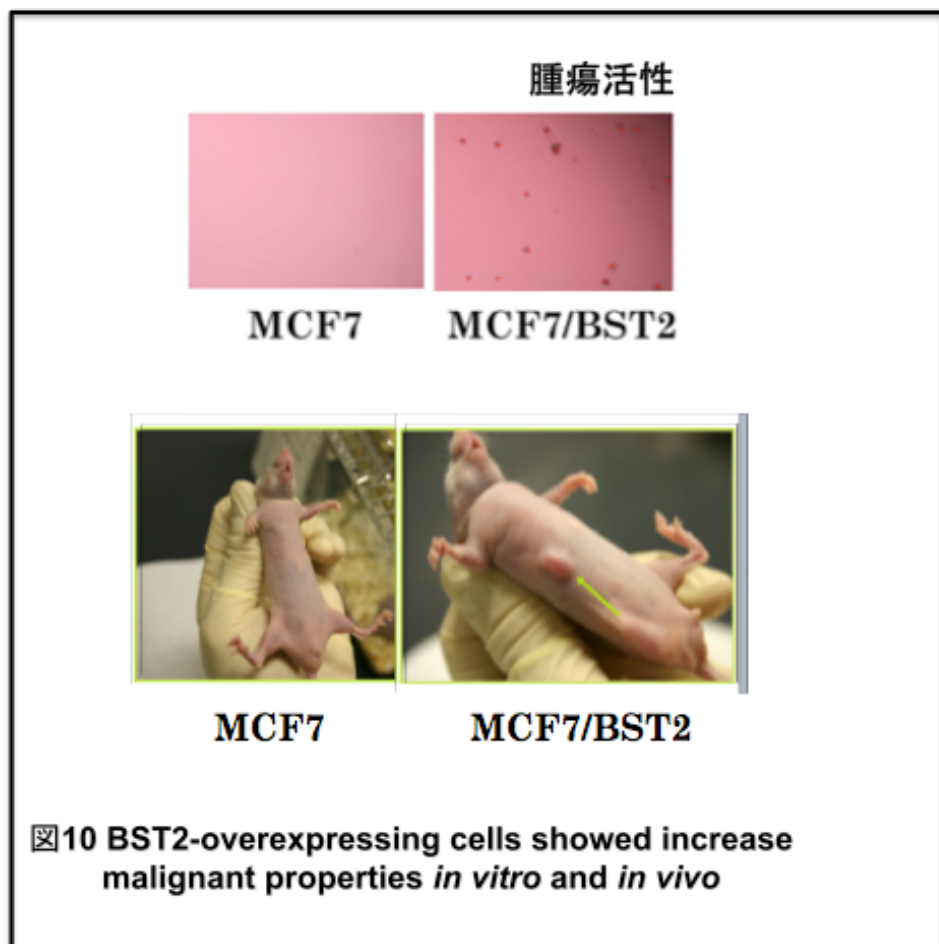 腫瘍活性
MCF7 MCF7/BST2
MCF7 MCF7/BST2
図10 BST2-overexpressing cells showed increase
malignant properties in vitro and in vivo